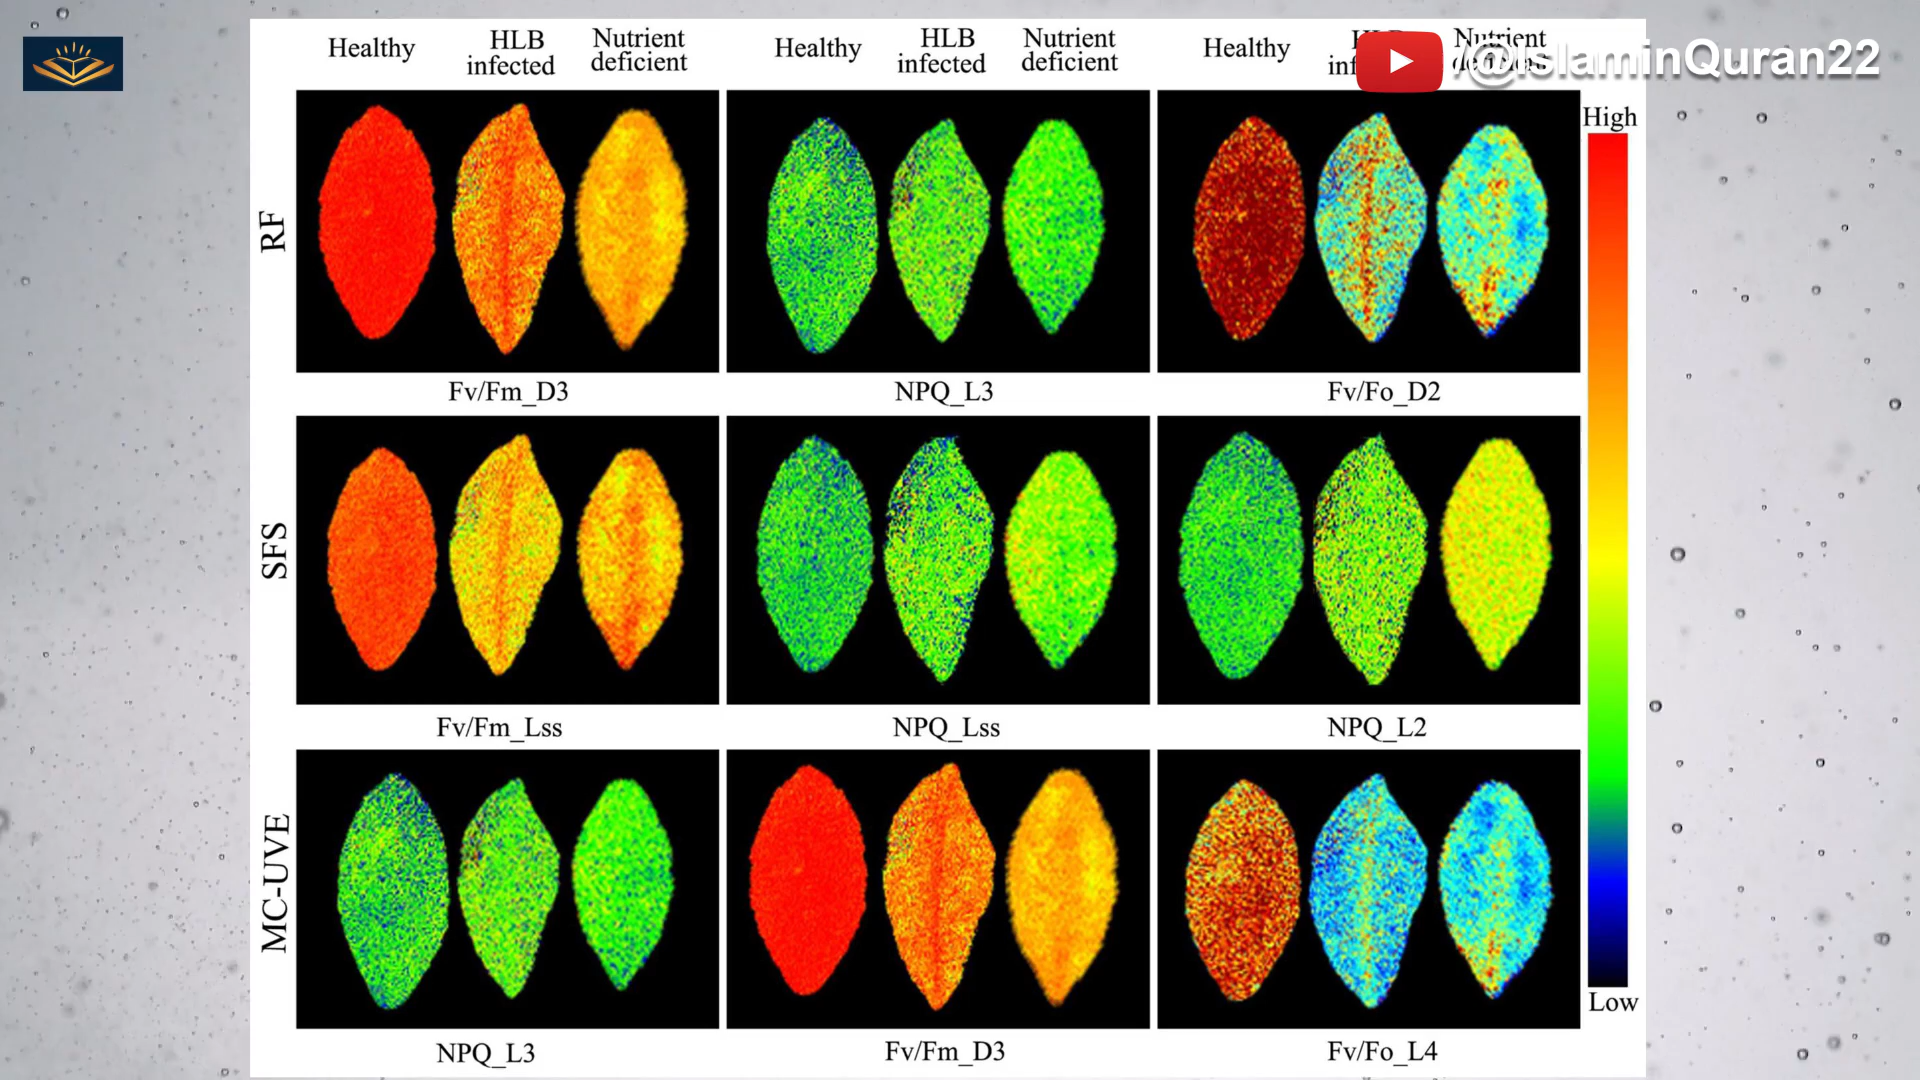 Healthy
HLB
infected
Nutrient
deficient
Healthy
HLB
infected
Nutrient
deficient
Healthy
Nutrient
/@IslaminQuran22
High
RF
Fv/Fm_D3
NPQ_L3
Fv/Fo_D2
SFS
Fv/Fm_Lss
NPQ_Lss
NPQ_L2
MC-UVE
NPQ_L3
Fv/Fm_D3
Fv/Fo_L4
Low